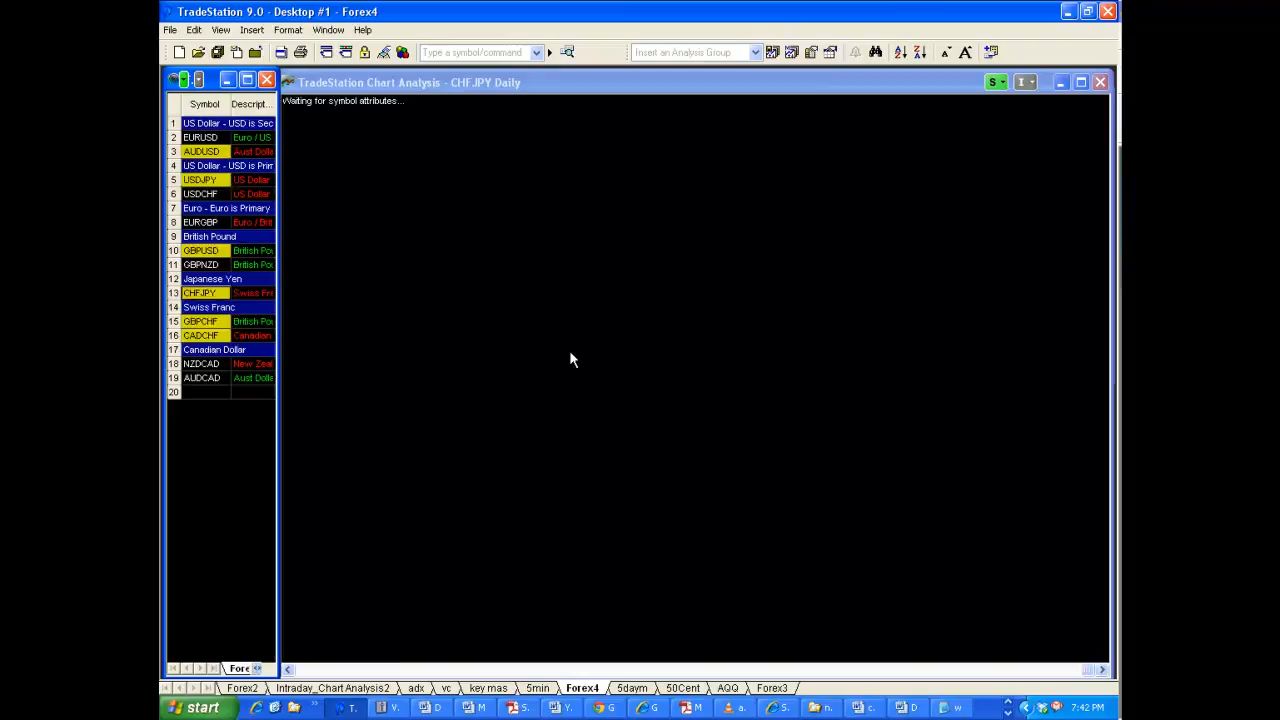 TradeStation 9.0 - Desktop #1 - Forex4
File Edit View Insert Format Window Help
Type a symbol/command
Insert an Analysis Group
TradeStation Chart Analysis - CHFJPY Daily
S
I
Waiting for symbol attributes...
Symbol Descript...
1 US Dollar - USD is Sec
2 EURUSD Euro / US
3 AUDUSD Aust Dolla
4 US Dollar - USD is Prim
5 USDJPY US Dollar
6 USDCHF US Dollar
7 Euro - Euro is Primary
8 EURGBP Euro / Brit
9 British Pound
10 GBPUSD British Pou
11 GBPNZD British Pou
12 Japanese Yen
13 CHFJPY Swiss Fr
14 Swiss Franc
15 GBPCHF British Pou
16 CADCHF Canadian
17 Canadian Dollar
18 NZDCAD New Zeal
19 AUDCAD Aust Dolla
20
Fore
Forex2 Intraday_ChartAnalysis2 adx vc key mas 5min Forex4 5daym 50Cent AQQ Forex3
start T. V. D M S. Y. G G M a. S. n. c. D w 7:42 PM